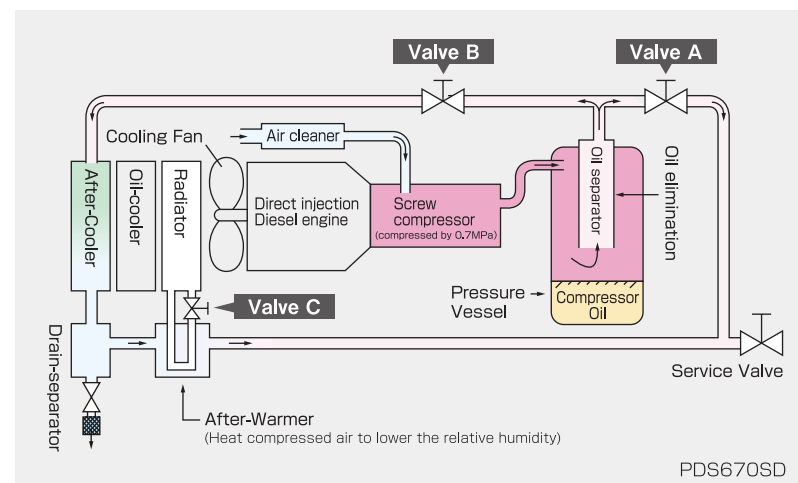 Valve B
Valve A
Cooling Fan
Air cleaner
After-Cooler
Oil-cooler
Radiator
Direct injection
Diesel engine
Screw
compressor
(compressed by 0.7MPa)
Oil separator
Oil elimination
Valve C
Pressure
Vessel
Compressor
Oil
Drain-separator
Service Valve
After-Warmer
(Heat compressed air to lower the relative humidity)
PDS670SD